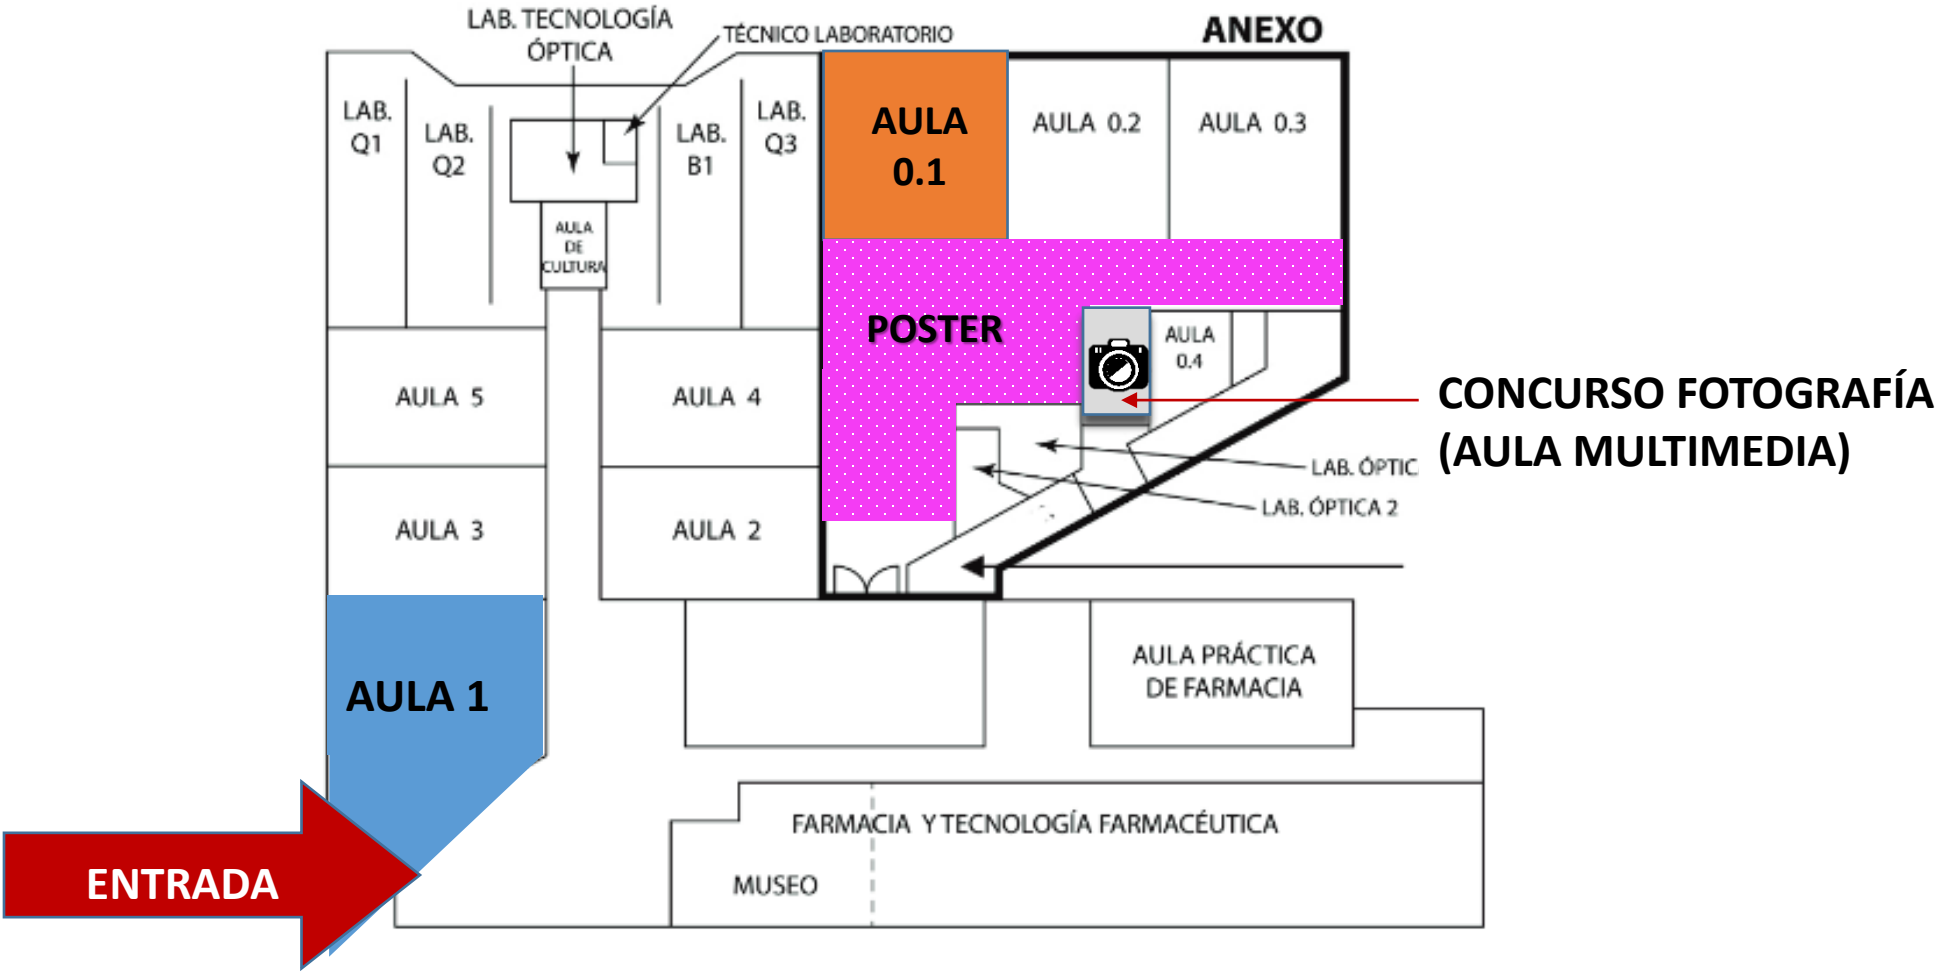 LAB. TECNOLOGÍA
ÓPTICA
TÉCNICO LABORATORIO
ANEXO
LAB.
Q1
LAB.
Q2
LAB.
B1
LAB.
Q3
AULA
0.1
AULA 0.2
AULA 0.3
AULA
DE
CULTURA
POSTER
AULA
0.4
AULA 5
AULA 4
CONCURSO FOTOGRAFÍA
(AULA MULTIMEDIA)
LAB. ÓPTIC
LAB. ÓPTICA 2
AULA 3
AULA 2
AULA 1
AULA PRÁCTICA
DE FARMACIA
FARMACIA Y TECNOLOGÍA FARMACÉUTICA
MUSEO
ENTRADA